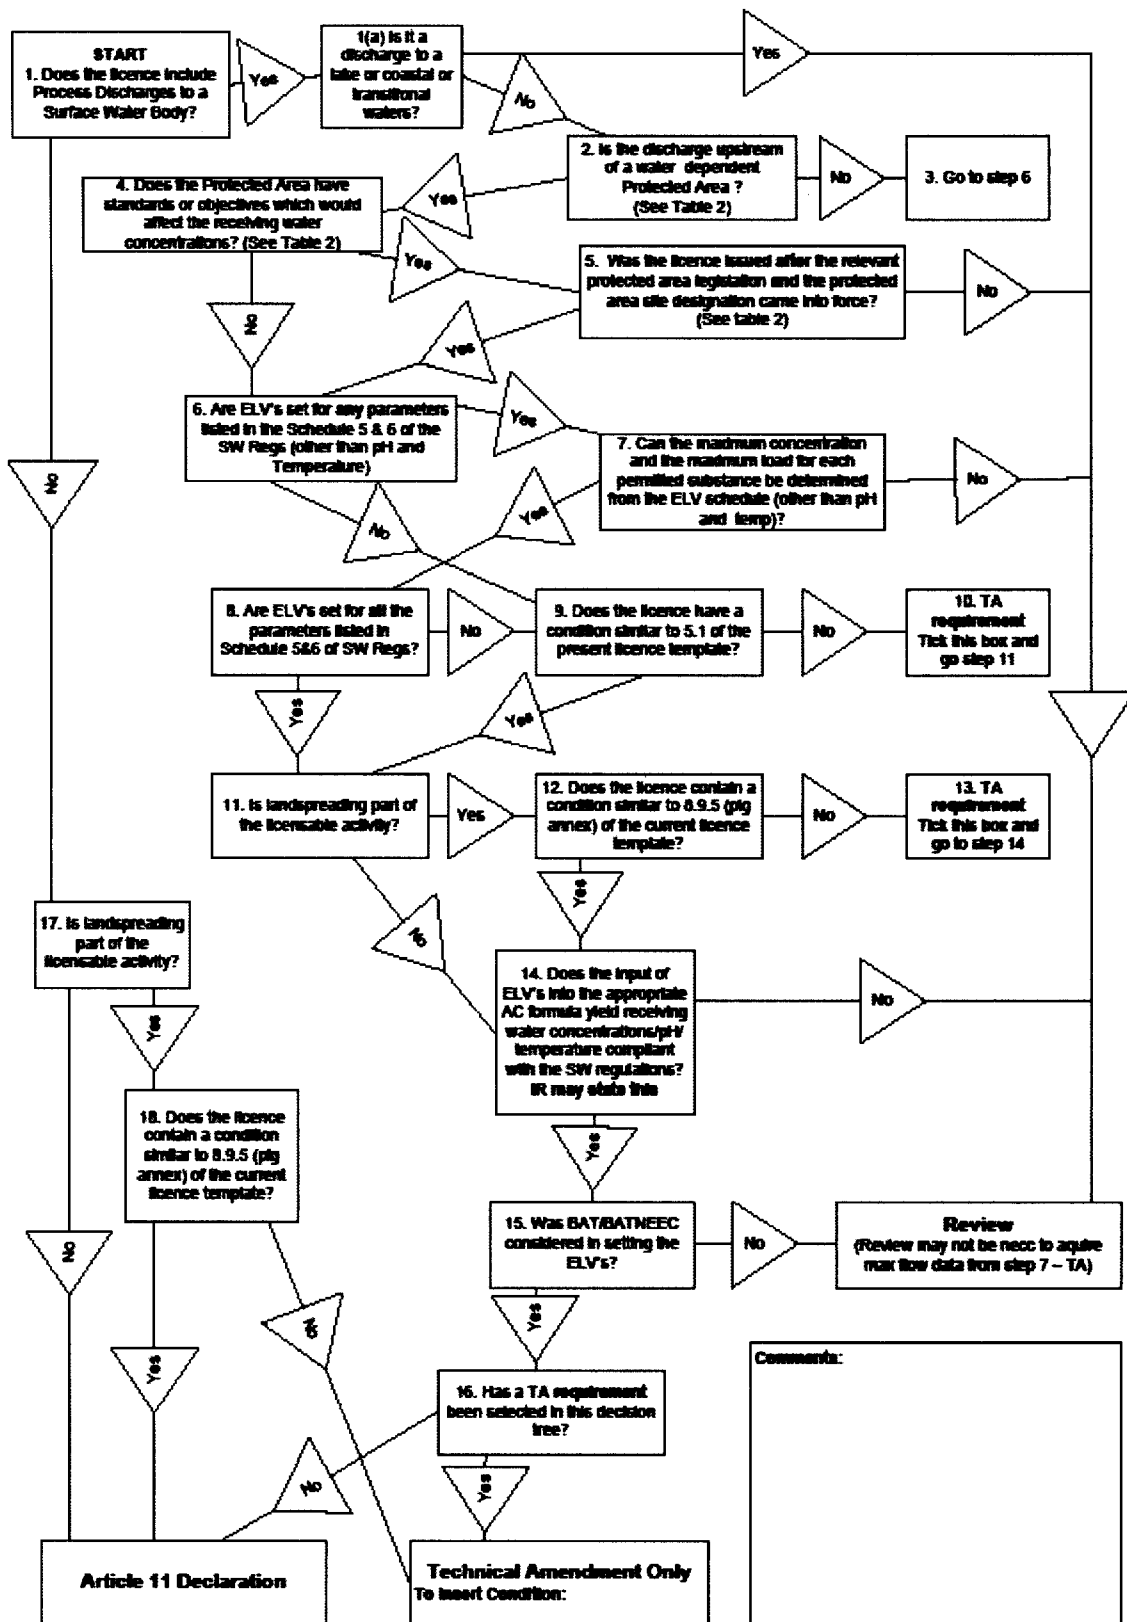 START
1. Does the licence include
Process Discharges to a
Surface Water Body?
Yes
1(a) Is it a
discharge to a
lake or coastal or
transitional
waters?
Yes
No
2. Is the discharge upstream
of a water dependent
Protected Area ?
(See Table 2)
No
3. Go to step 6
Yes
4. Does the Protected Area have
standards or objectives which would
affect the receiving water
concentrations? (See Table 2)
Yes
5. Was the licence issued after the relevant
protected area legislation and the protected
area site designation came into force?
(See table 2)
No
No
Yes
6. Are ELV's set for any parameters
listed in the Schedule 5 & 6 of the
SW Regs (other than pH and
Temperature)
Yes
7. Can the maximum concentration
and the maximum load for each
permitted substance be determined
from the ELV schedule (other than pH
and temp)?
No
No
Yes
No
8. Are ELV's set for all the
parameters listed in
Schedule 5&6 of SW Regs?
No
9. Does the licence have a
condition similar to 5.1 of the
present licence template?
No
10. TA
requirement
Tick this box and
go step 11
Yes
Yes
11. Is landspreading part of
the licensable activity?
Yes
12. Does the licence contain a
condition similar to 8.9.5 (pig
annex) of the current licence
template?
No
13. TA
requirement
Tick this box and
go to step 14
Yes
No
17. Is landspreading
part of the
licensable activity?
14. Does the input of
ELV's into the appropriate
AC formula yield receiving
water concentrations/pH/
temperature compliant
with the SW regulations?
IR may state this
No
Yes
18. Does the licence
contain a condition
similar to 8.9.5 (pig
annex) of the current
licence template?
Yes
15. Was BAT/BATNEEC
considered in setting the
ELV's?
No
Review
(Review may not be necc to aquire
max flow data from step 7 – TA)
No
No
Yes
Yes
16. Has a TA requirement
been selected in this decision
tree?
Comments:
No
Yes
Article 11 Declaration
Technical Amendment Only
To Insert Condition: